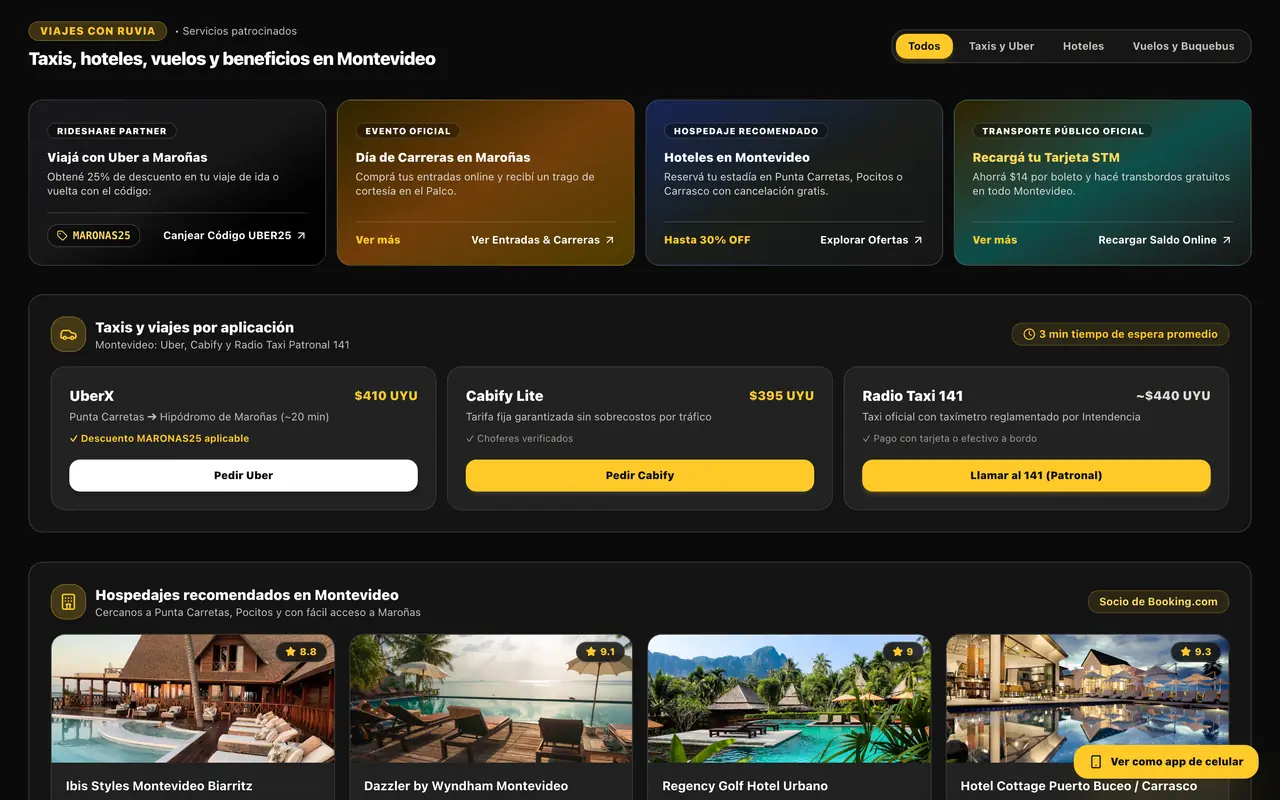 VIAJES CON RUVIA
• Servicios patrocinados
Taxis, hoteles, vuelos y beneficios en Montevideo
Todos
Taxis y Uber
Hoteles
Vuelos y Buquebus
RIDESHARE PARTNER
Viajá con Uber a Maroñas
Obtené 25% de descuento en tu viaje de ida o
vuelta con el código:
MARONAS25
Canjear Código UBER25
EVENTO OFICIAL
Día de Carreras en Maroñas
Comprá tus entradas online y recibí un trago de
cortesía en el Palco.
Ver más
Ver Entradas & Carreras
HOSPEDAJE RECOMENDADO
Hoteles en Montevideo
Reservá tu estadía en Punta Carretas, Pocitos o
Carrasco con cancelación gratis.
Hasta 30% OFF
Explorar Ofertas
TRANSPORTE PÚBLICO OFICIAL
Recargá tu Tarjeta STM
Ahorrá $14 por boleto y hacé transbordos gratuitos
en todo Montevideo.
Ver más
Recargar Saldo Online
Taxis y viajes por aplicación
Montevideo: Uber, Cabify y Radio Taxi Patronal 141
3 min tiempo de espera promedio
UberX
$410 UYU
Punta Carretas ➔ Hipódromo de Maroñas (~20 min)
✓ Descuento MARONAS25 aplicable
Pedir Uber
Cabify Lite
$395 UYU
Tarifa fija garantizada sin sobrecostos por tráfico
✓ Choferes verificados
Pedir Cabify
Radio Taxi 141
~$440 UYU
Taxi oficial con taxímetro reglamentado por Intendencia
✓ Pago con tarjeta o efectivo a bordo
Llamar al 141 (Patronal)
Hospedajes recomendados en Montevideo
Cercanos a Punta Carretas, Pocitos y con fácil acceso a Maroñas
Socio de Booking.com
8.8
9.1
9
9.3
Ver como app de celular
Ibis Styles Montevideo Biarritz
Dazzler by Wyndham Montevideo
Regency Golf Hotel Urbano
Hotel Cottage Puerto Buceo / Carrasco